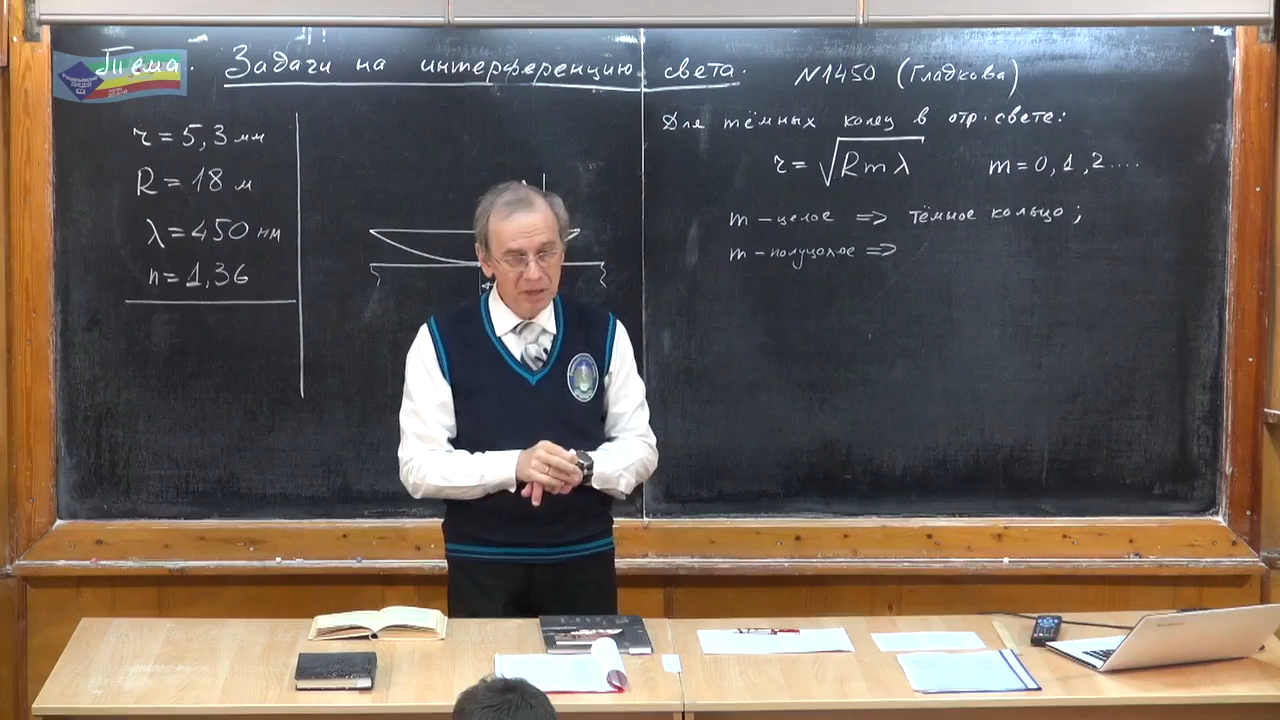 Тема. Задачи на интерференцию света. N1450 (Гладкова)
r = 5,3 мм
R = 18 м
λ = 450 нм
n = 1,36
Для тёмных колец в отр. свете:
r = √Rmλ m = 0, 1, 2 ....
m – целое => тёмное кольцо;
m – полуцелое =>